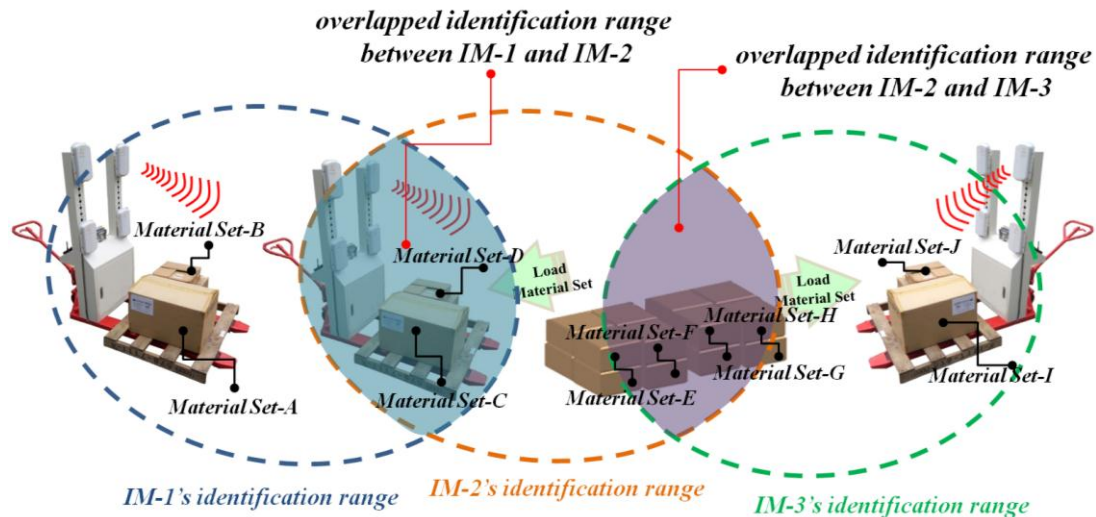 overlapped identification range
between IM-1 and IM-2
overlapped identification range
between IM-2 and IM-3
Material Set-B
Material Set-D
Material Set-J
Load
Material Set
Load
Material Set
Material Set-F
Material Set-H
Material Set-A
Material Set-C
Material Set-E
Material Set-G
Material Set-I
IM-1's identification range
IM-2's identification range
IM-3's identification range